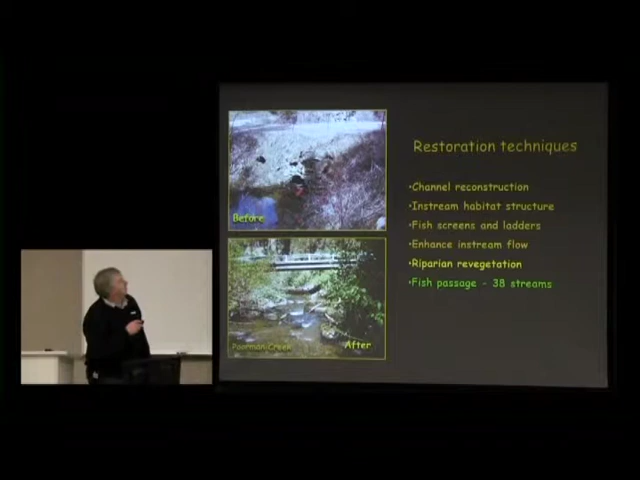 Before
Poorman Creek
After
Restoration techniques
•Channel reconstruction
•Instream habitat structure
•Fish screens and ladders
•Enhance instream flow
•Riparian revegetation
•Fish passage - 38 streams